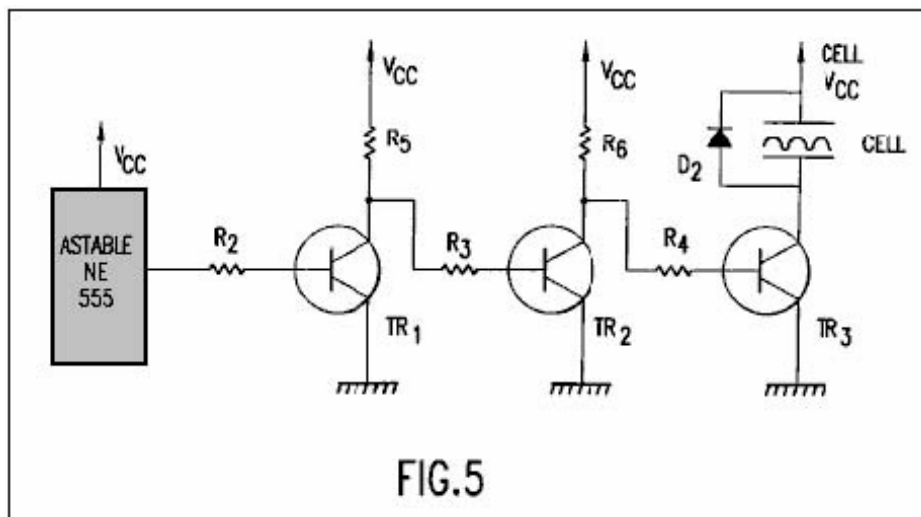 VCC
ASTABLE
NE
555
R2
VCC
R5
R3
TR1
VCC
R6
R4
TR2
CELL
VCC
CELL
D2
TR3
FIG.5